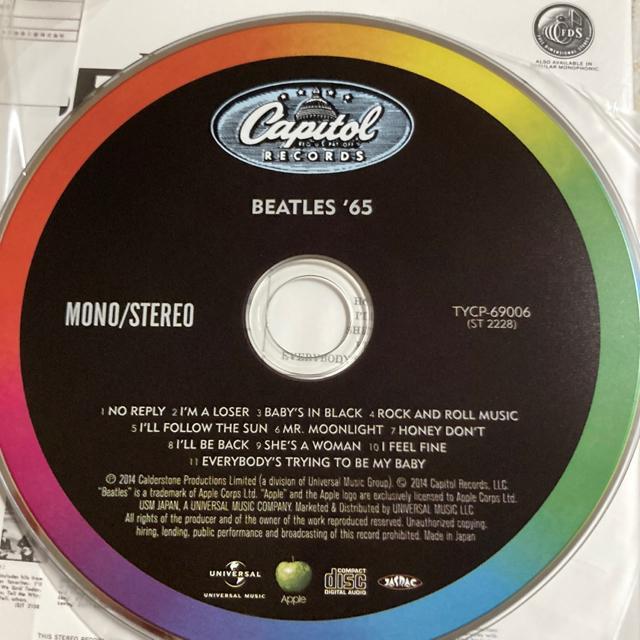 CFDS
ALSO AVAILABLE IN
MONOPHONIC
Capitol
RECORDS
BEATLES '65
MONO/STEREO
TYCP-69006
(ST 2228)
EVERYBODY
1 NO REPLY 2 I'M A LOSER 3 BABY'S IN BLACK 4 ROCK AND ROLL MUSIC
5 I'LL FOLLOW THE SUN 6 MR. MOONLIGHT 7 HONEY DON'T
8 I'LL BE BACK 9 SHE'S A WOMAN 10 I FEEL FINE
11 EVERYBODY'S TRYING TO BE MY BABY
℗ 2014 Calderstone Productions Limited (a division of Universal Music Group). © 2014 Capitol Records, LLC.
"Beatles" is a trademark of Apple Corps Ltd. "Apple" and the Apple logo are exclusively licensed to Apple Corps Ltd.
USM JAPAN, A UNIVERSAL MUSIC COMPANY. Marketed & Distributed by UNIVERSAL MUSIC LLC
All rights of the producer and of the owner of the work reproduced reserved. Unauthorized copying,
hiring, lending, public performance and broadcasting of this record prohibited. Made in Japan
UNIVERSAL
UNIVERSAL MUSIC
Apple
COMPACT
disc
DIGITAL AUDIO
JASRAC
THIS STEREO